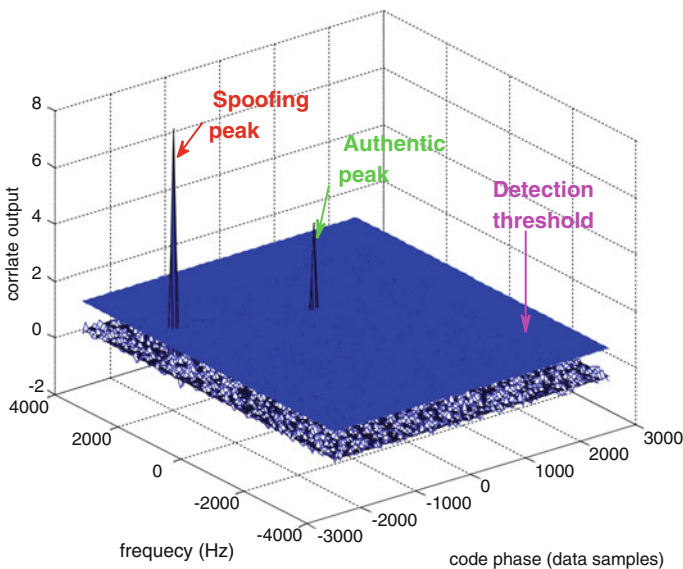 8
6
4
2
0
-2
corrlate output
4000
2000
0
-2000
-4000
frequecy (Hz)
-3000
-2000
-1000
0
1000
2000
3000
code phase (data samples)
Spoofing
peak
Authentic
peak
Detection
threshold